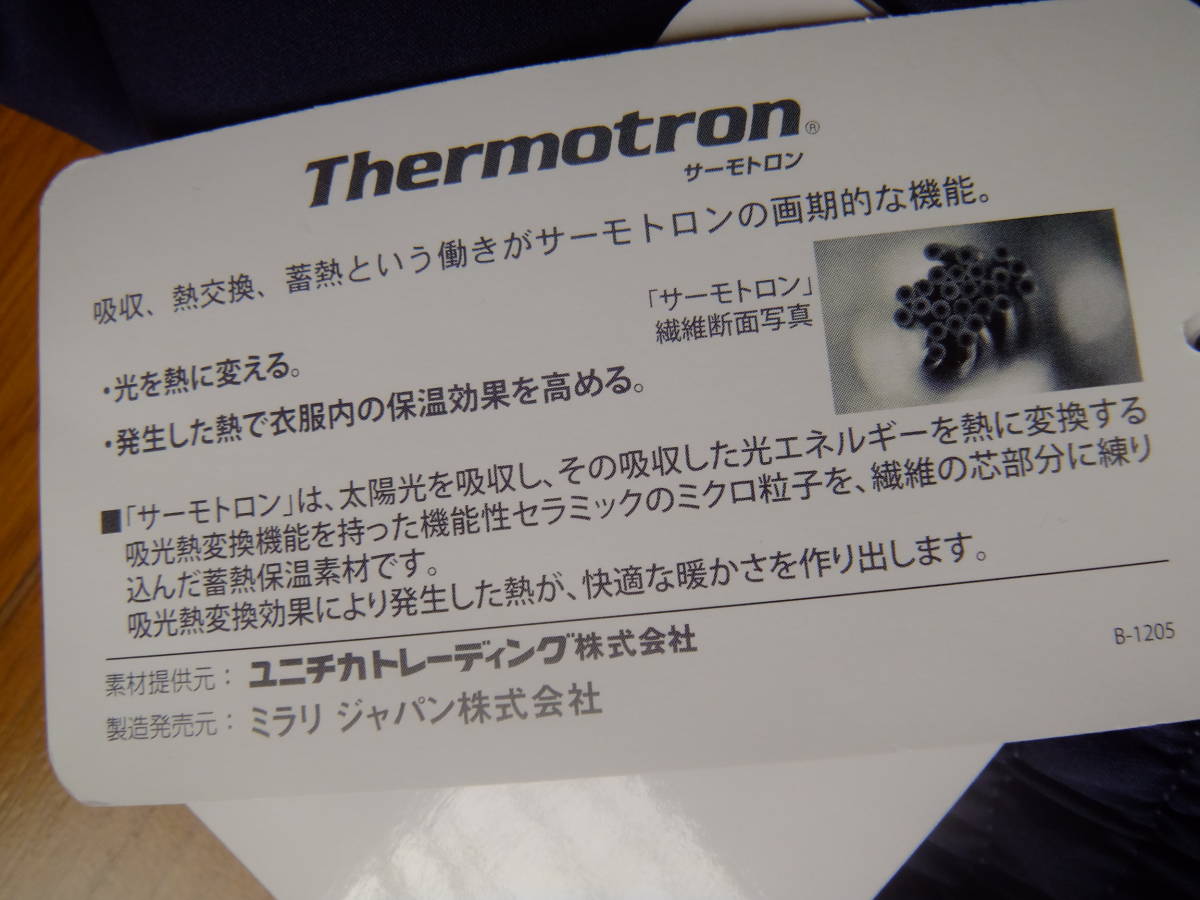 Thermotron®
サーモトロン
吸収、熱交換、蓄熱という働きがサーモトロンの画期的な機能。
「サーモトロン」
繊維断面写真
・光を熱に変える。
・発生した熱で衣服内の保温効果を高める。
■「サーモトロン」は、太陽光を吸収し、その吸収した光エネルギーを熱に変換する
吸光熱変換機能を持った機能性セラミックのミクロ粒子を、繊維の芯部分に練り
込んだ蓄熱保温素材です。
吸光熱変換効果により発生した熱が、快適な暖かさを作り出します。
素材提供元：ユニチカトレーディング株式会社
製造発売元：ミラリ ジャパン株式会社
B-1205